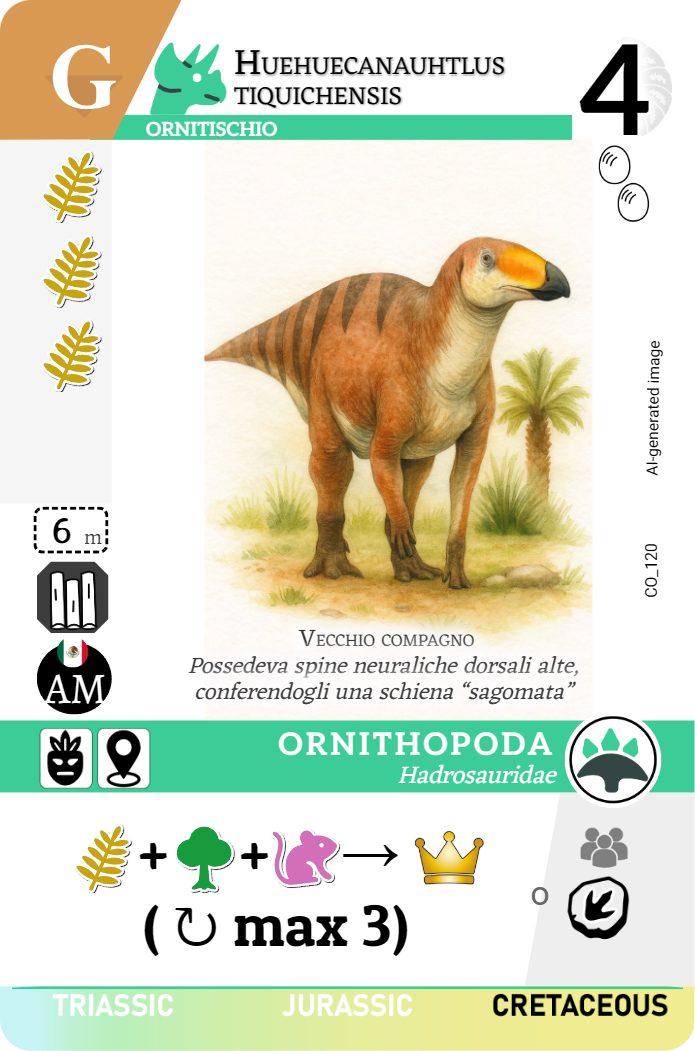 G
HUEHUECANAUHTLUS
TIQUICHENSIS
4
ORNITISCHIO
AI-generated image
CO_120
6 m
AM
VECCHIO COMPAGNO
Possedeva spine neuraliche dorsali alte,
conferendogli una schiena “sagomata”
ORNITHOPODA
Hadrosauridae
+ + →
O
( ↻ max 3)
TRIASSIC JURASSIC CRETACEOUS